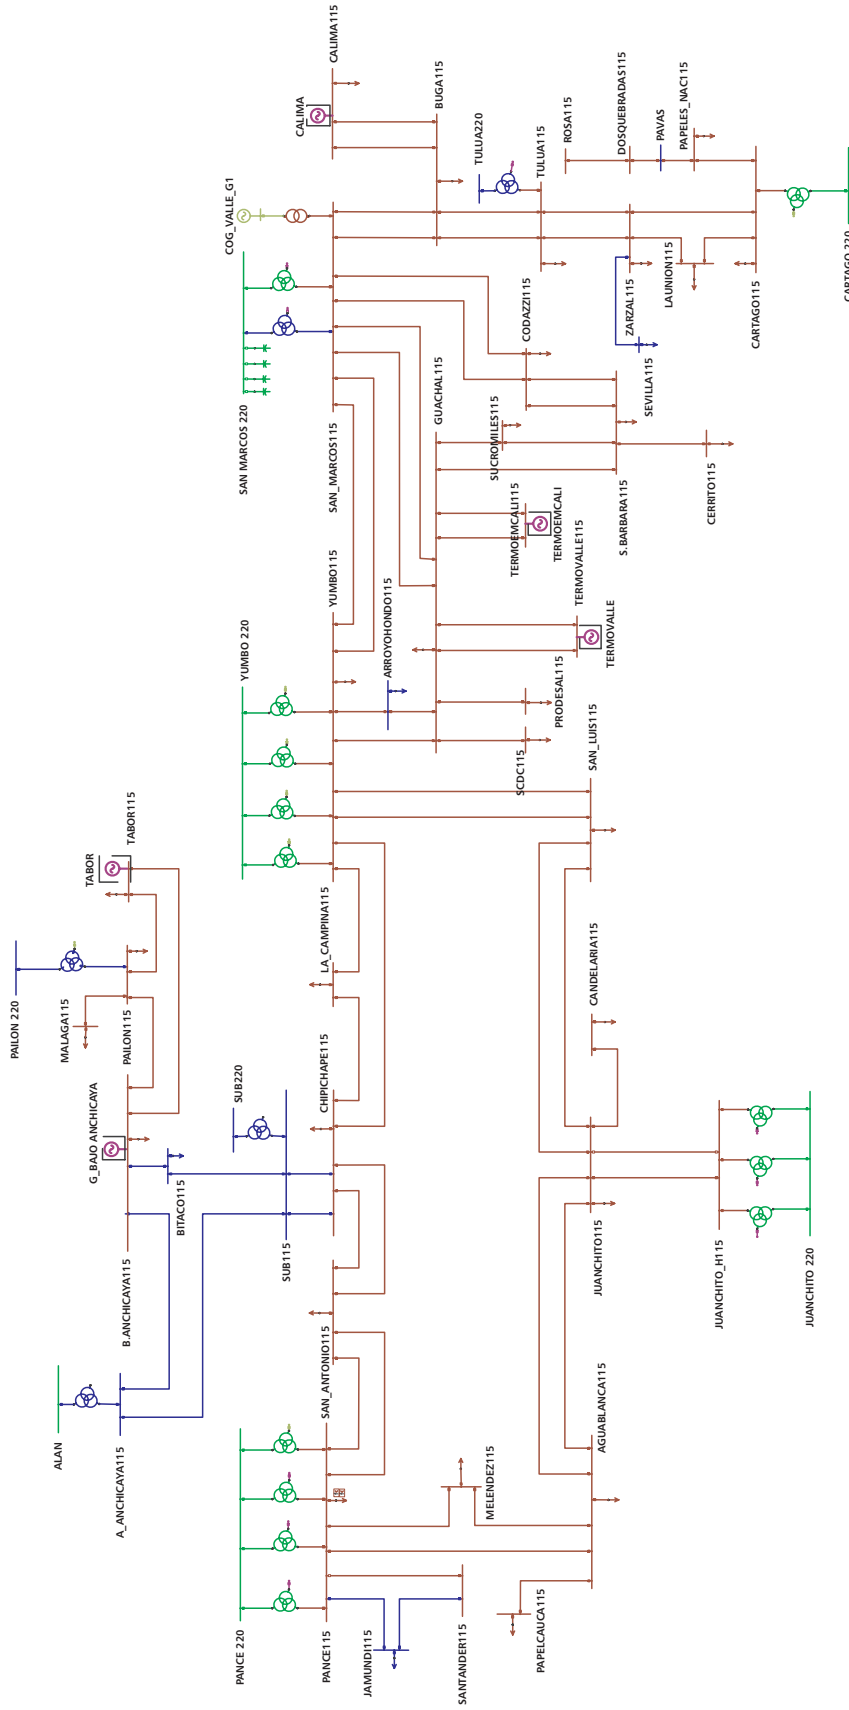 CALIMA115
CALIMA
BUGA115
TULUA220
TULUA115
ROSA115
DOSQUEBRADAS115
PAVAS
PAPELES_NAC115
COG_VALLE_G1
LAUNION115
ZARZAL115
CARTAGO115
CARTAGO 220
CODAZZI115
SEVILLA115
GUACHAL115
SUCROMILES115
SAN MARCOS 220
SAN_MARCOS115
S.BARBARA115
CERRITO115
TERMOEMCALI115
TERMOEMCALI
TERMOVALLE115
TERMOVALLE
YUMBO115
ARROYOHONDO115
YUMBO 220
PRODESAL115
SCDC115
SAN_LUIS115
TABOR115
TABOR
LA_CAMPINA115
CANDELARIA115
PAILON 220
MALAGA115
PAILON115
CHIPICHAPE115
SUB220
G_BAJO ANCHICAYA
BITACO115
SUB115
JUANCHITO115
JUANCHITO_H115
JUANCHITO 220
B.ANCHICAYA115
SAN_ANTONIO115
ALAN
A_ANCHICAYA115
AGUABLANCA115
MELENDEZ115
PANCE 220
PANCE115
JAMUNDI115
SANTANDER115
PAPELCAUCA115